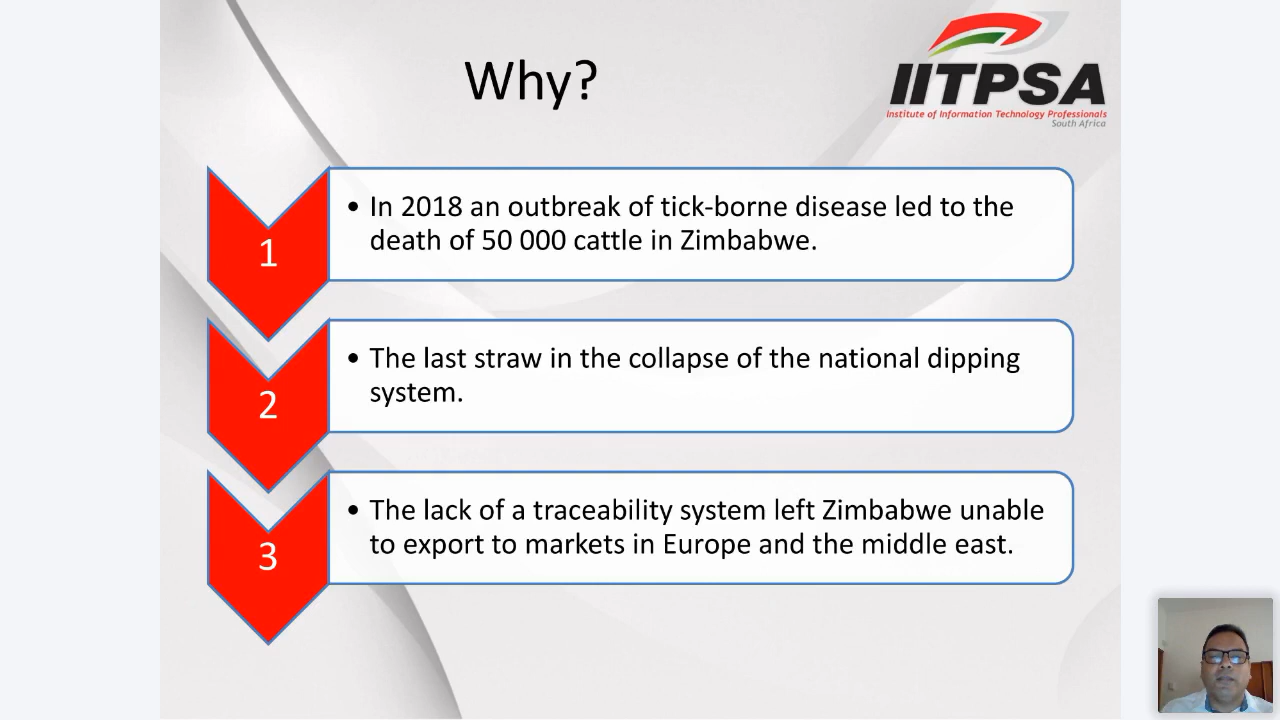 Why?
IITPSA
Institute of Information Technology Professionals
South Africa
1
• In 2018 an outbreak of tick-borne disease led to the
death of 50 000 cattle in Zimbabwe.
2
• The last straw in the collapse of the national dipping
system.
3
• The lack of a traceability system left Zimbabwe unable
to export to markets in Europe and the middle east.